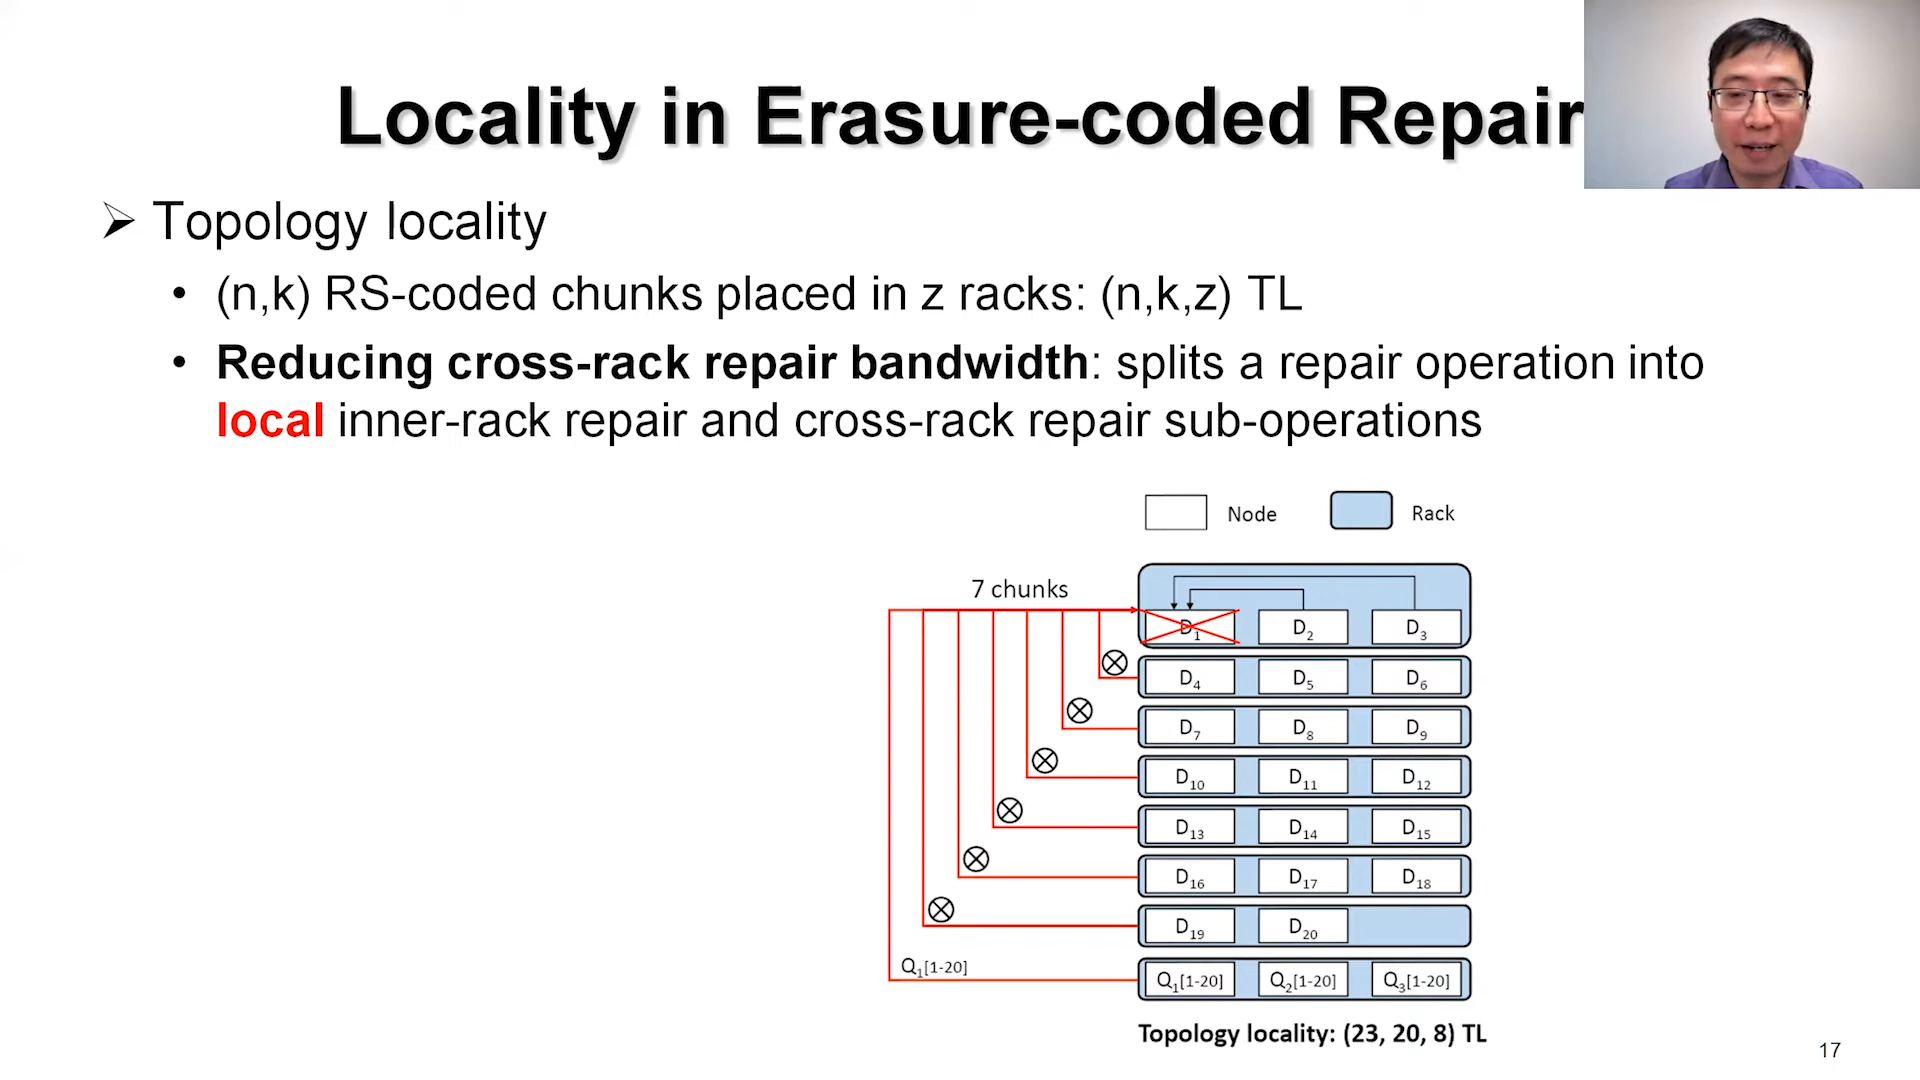 Locality in Erasure-coded Repair
➢ Topology locality
• (n,k) RS-coded chunks placed in z racks: (n,k,z) TL
• Reducing cross-rack repair bandwidth: splits a repair operation into
local inner-rack repair and cross-rack repair sub-operations
Node Rack
7 chunks
D1 D2 D3
D4 D5 D6
D7 D8 D9
D10 D11 D12
D13 D14 D15
D16 D17 D18
D19 D20
Q1[1-20] Q1[1-20] Q2[1-20] Q3[1-20]
Topology locality: (23, 20, 8) TL
17